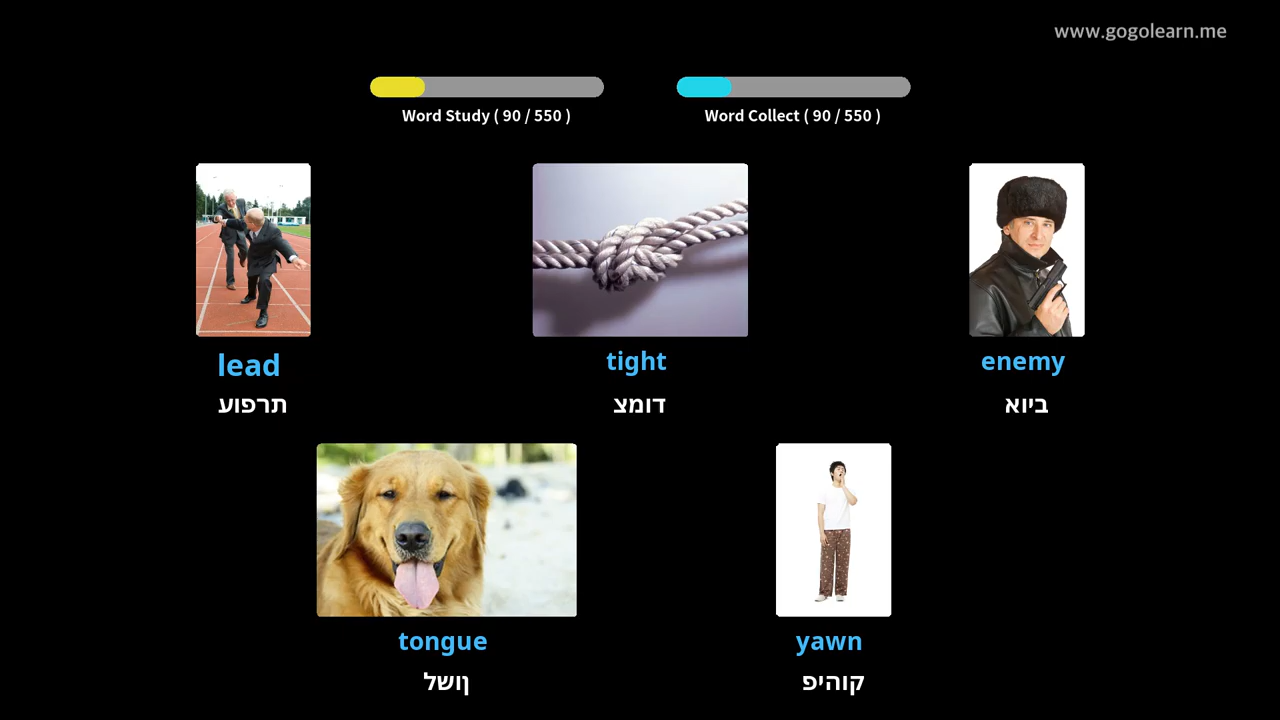 www.gogolearn.me
Word Study ( 90 / 550 )
Word Collect ( 90 / 550 )
lead
תרפוע
tight
דומצ
enemy
ביוא
tongue
ןושל
yawn
קוהיפ